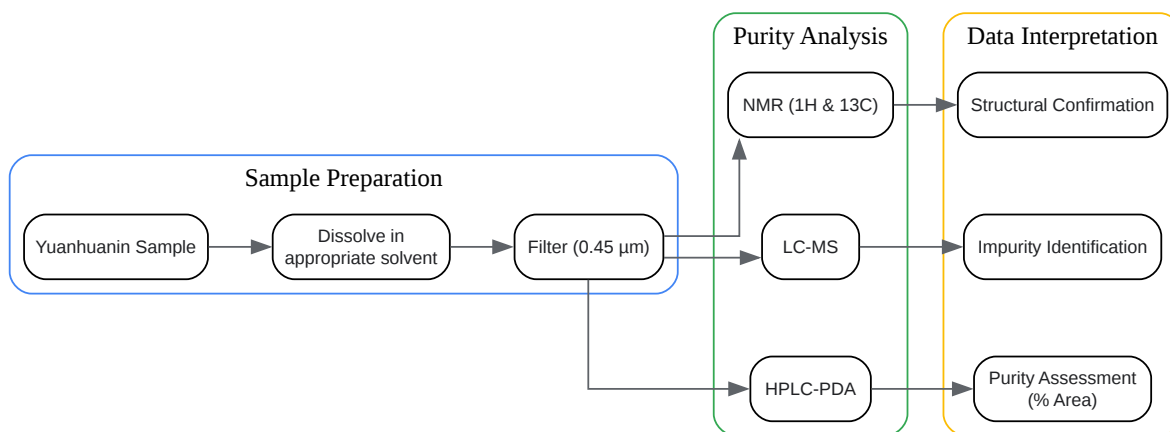 Purity Analysis
Data Interpretation
NMR (1H & 13C)
Structural Confirmation
Sample Preparation
Yuanhuanin Sample
Dissolve in
appropriate solvent
Filter (0.45 µm)
LC-MS
Impurity Identification
HPLC-PDA
Purity Assessment
(% Area)